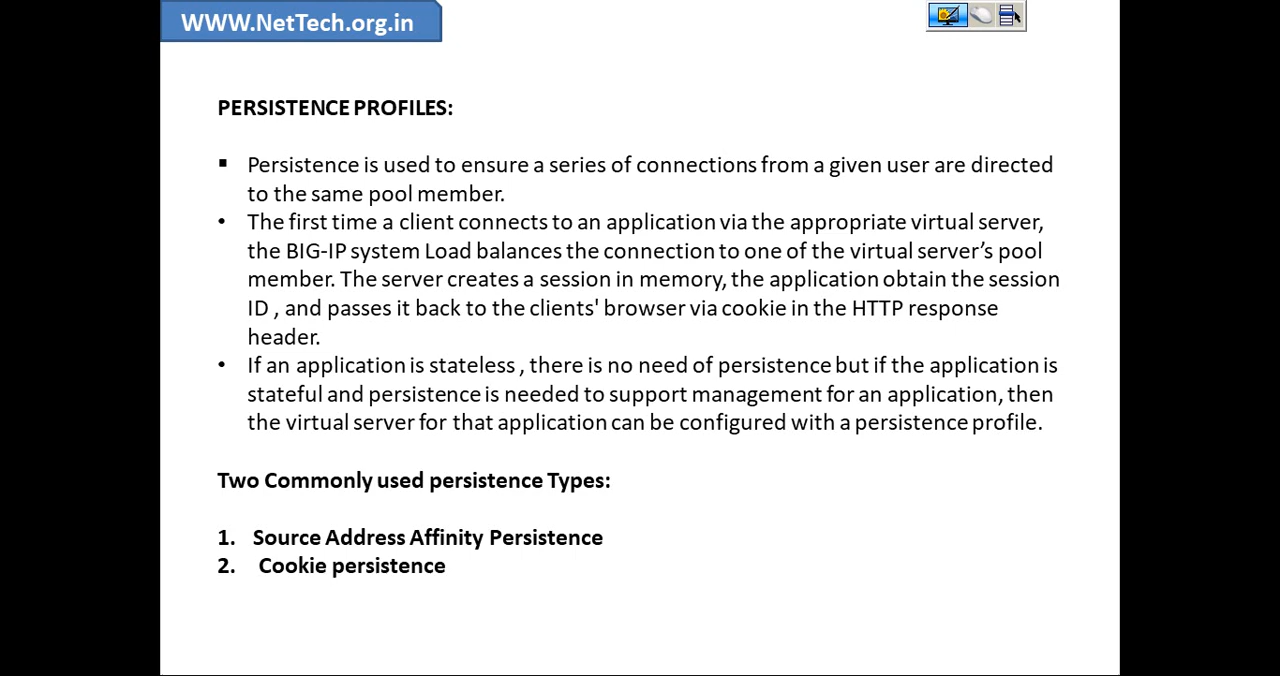 WWW.NetTech.org.in
PERSISTENCE PROFILES:
▪ Persistence is used to ensure a series of connections from a given user are directed
to the same pool member.
• The first time a client connects to an application via the appropriate virtual server,
the BIG-IP system Load balances the connection to one of the virtual server’s pool
member. The server creates a session in memory, the application obtain the session
ID , and passes it back to the clients' browser via cookie in the HTTP response
header.
• If an application is stateless , there is no need of persistence but if the application is
stateful and persistence is needed to support management for an application, then
the virtual server for that application can be configured with a persistence profile.
Two Commonly used persistence Types:
1. Source Address Affinity Persistence
2. Cookie persistence